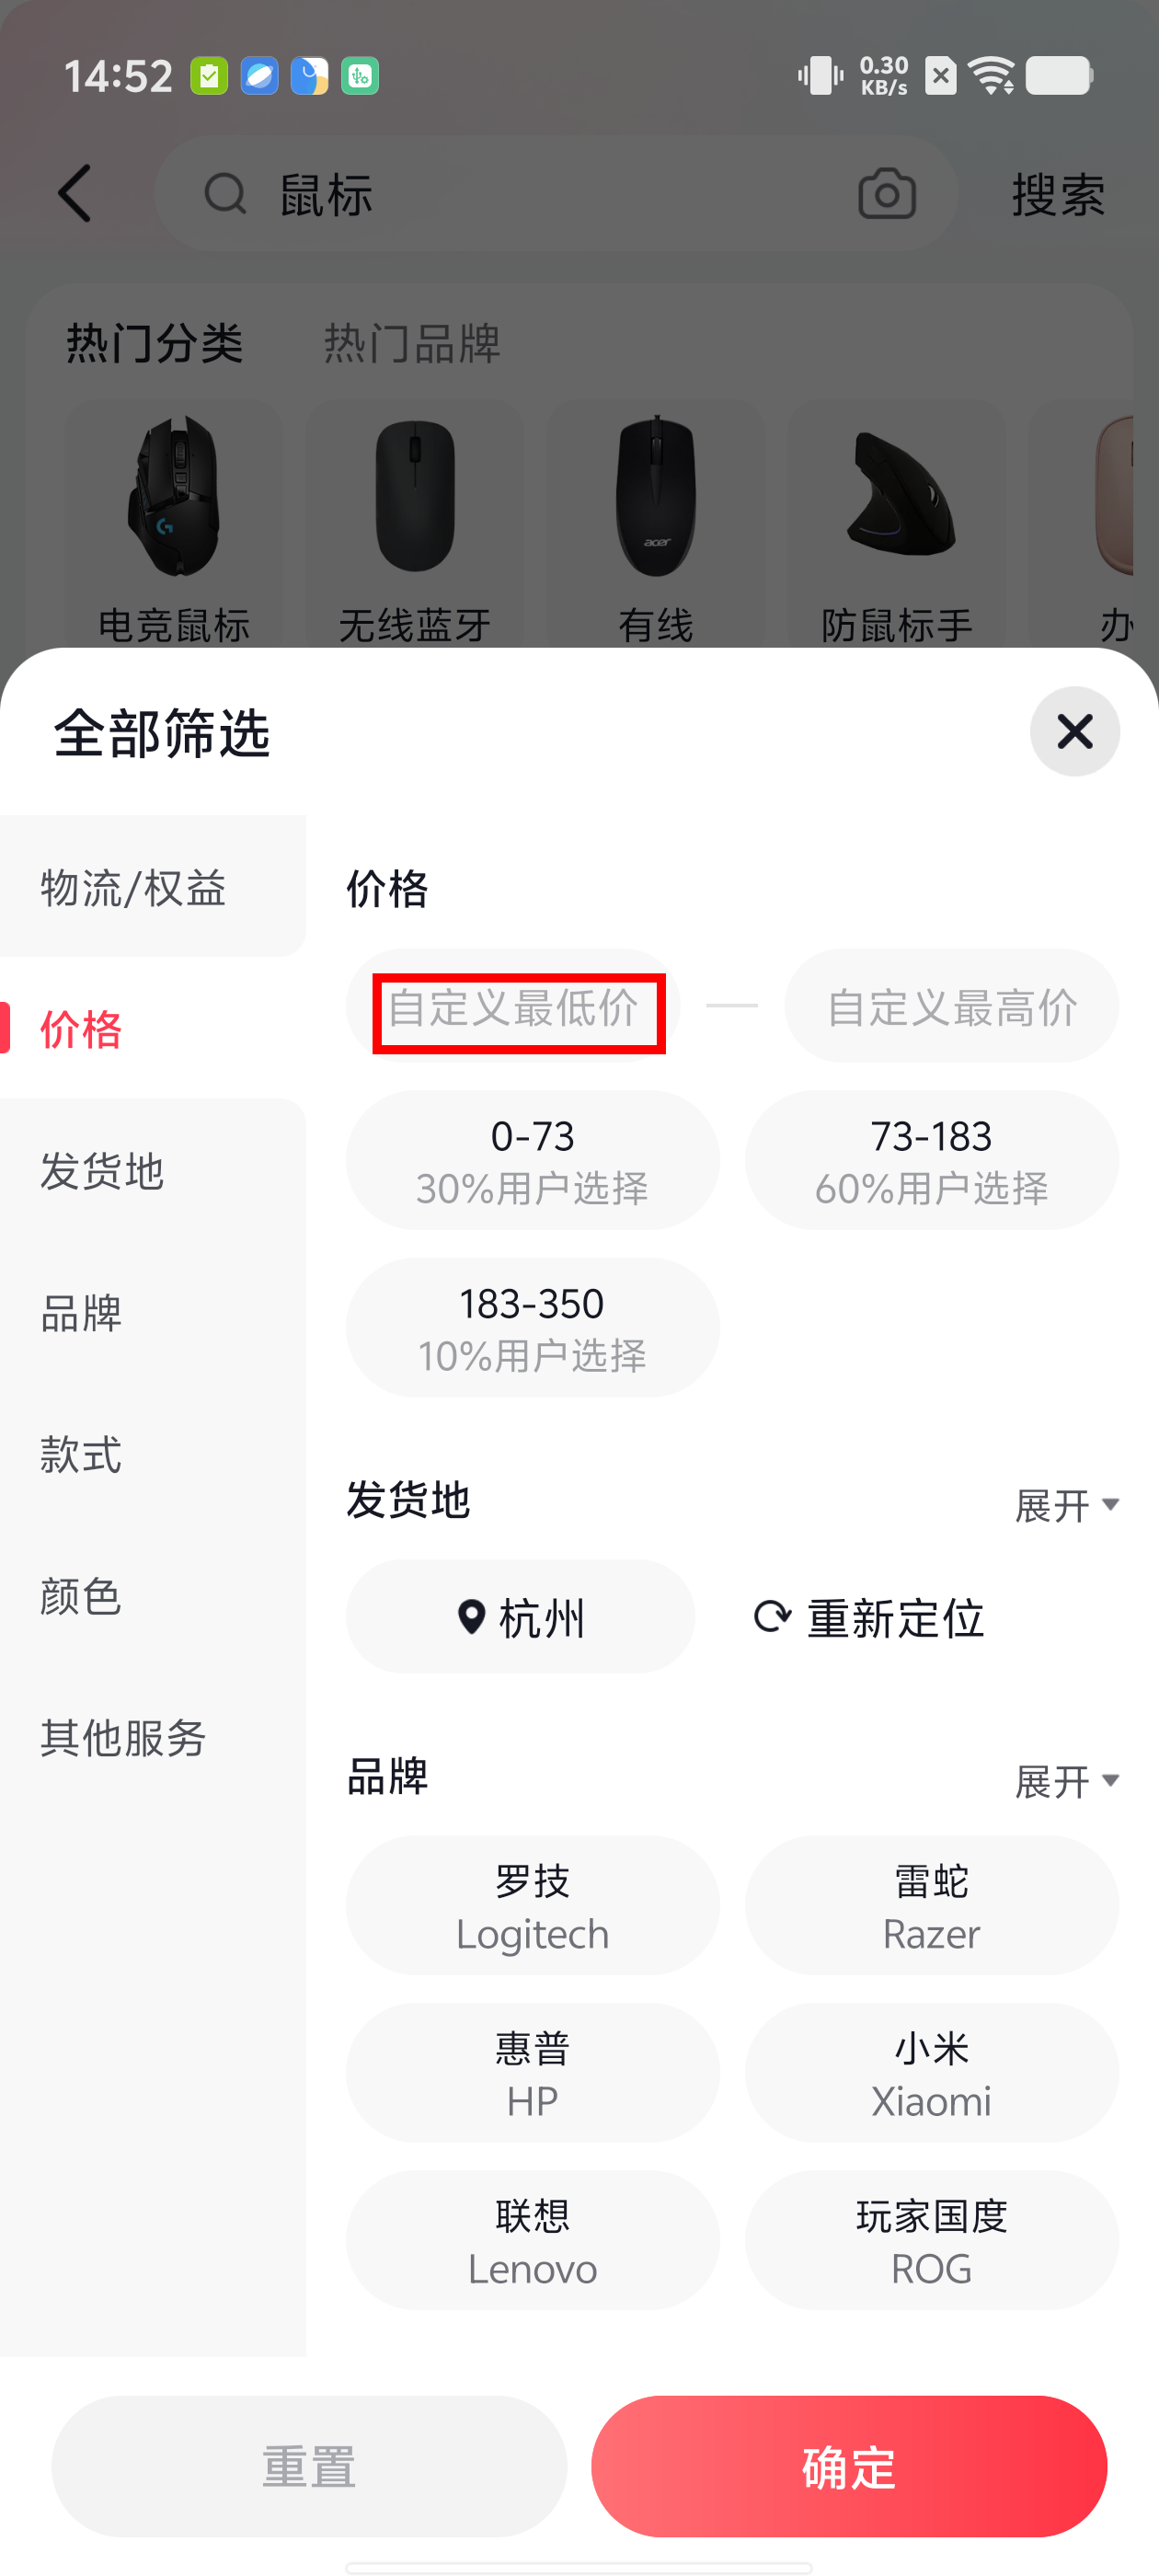 14:52
0.30
KB/s
鼠标
搜索
热门分类
热门品牌
acer
电竞鼠标
无线蓝牙
有线
防鼠标手
办
全部筛选
物流/权益
价格
发货地
品牌
款式
颜色
其他服务
价格
自定义最低价
自定义最高价
0-73
30%用户选择
73-183
60%用户选择
183-350
10%用户选择
发货地
展开
杭州
重新定位
品牌
展开
罗技
Logitech
雷蛇
Razer
惠普
HP
小米
Xiaomi
联想
Lenovo
玩家国度
ROG
重置
确定